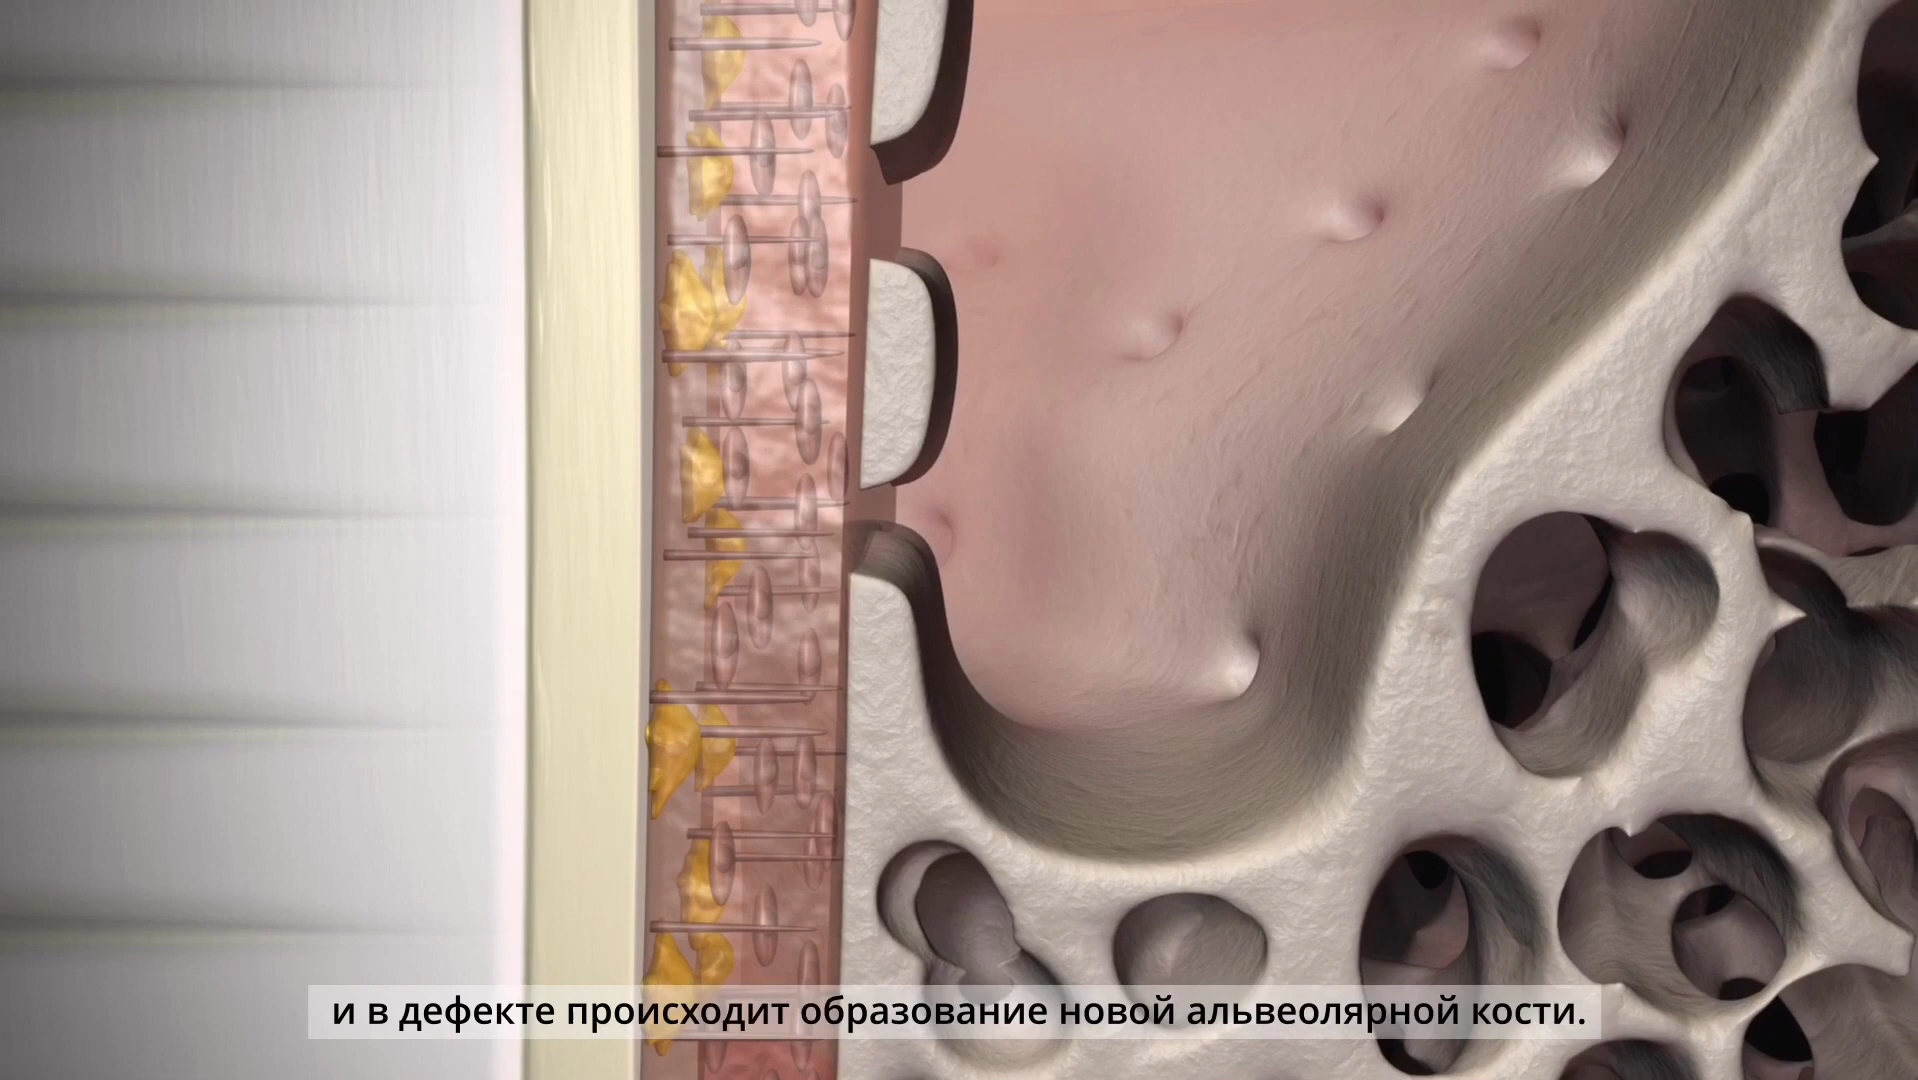 и в дефекте происходит образование новой альвеолярной кости.